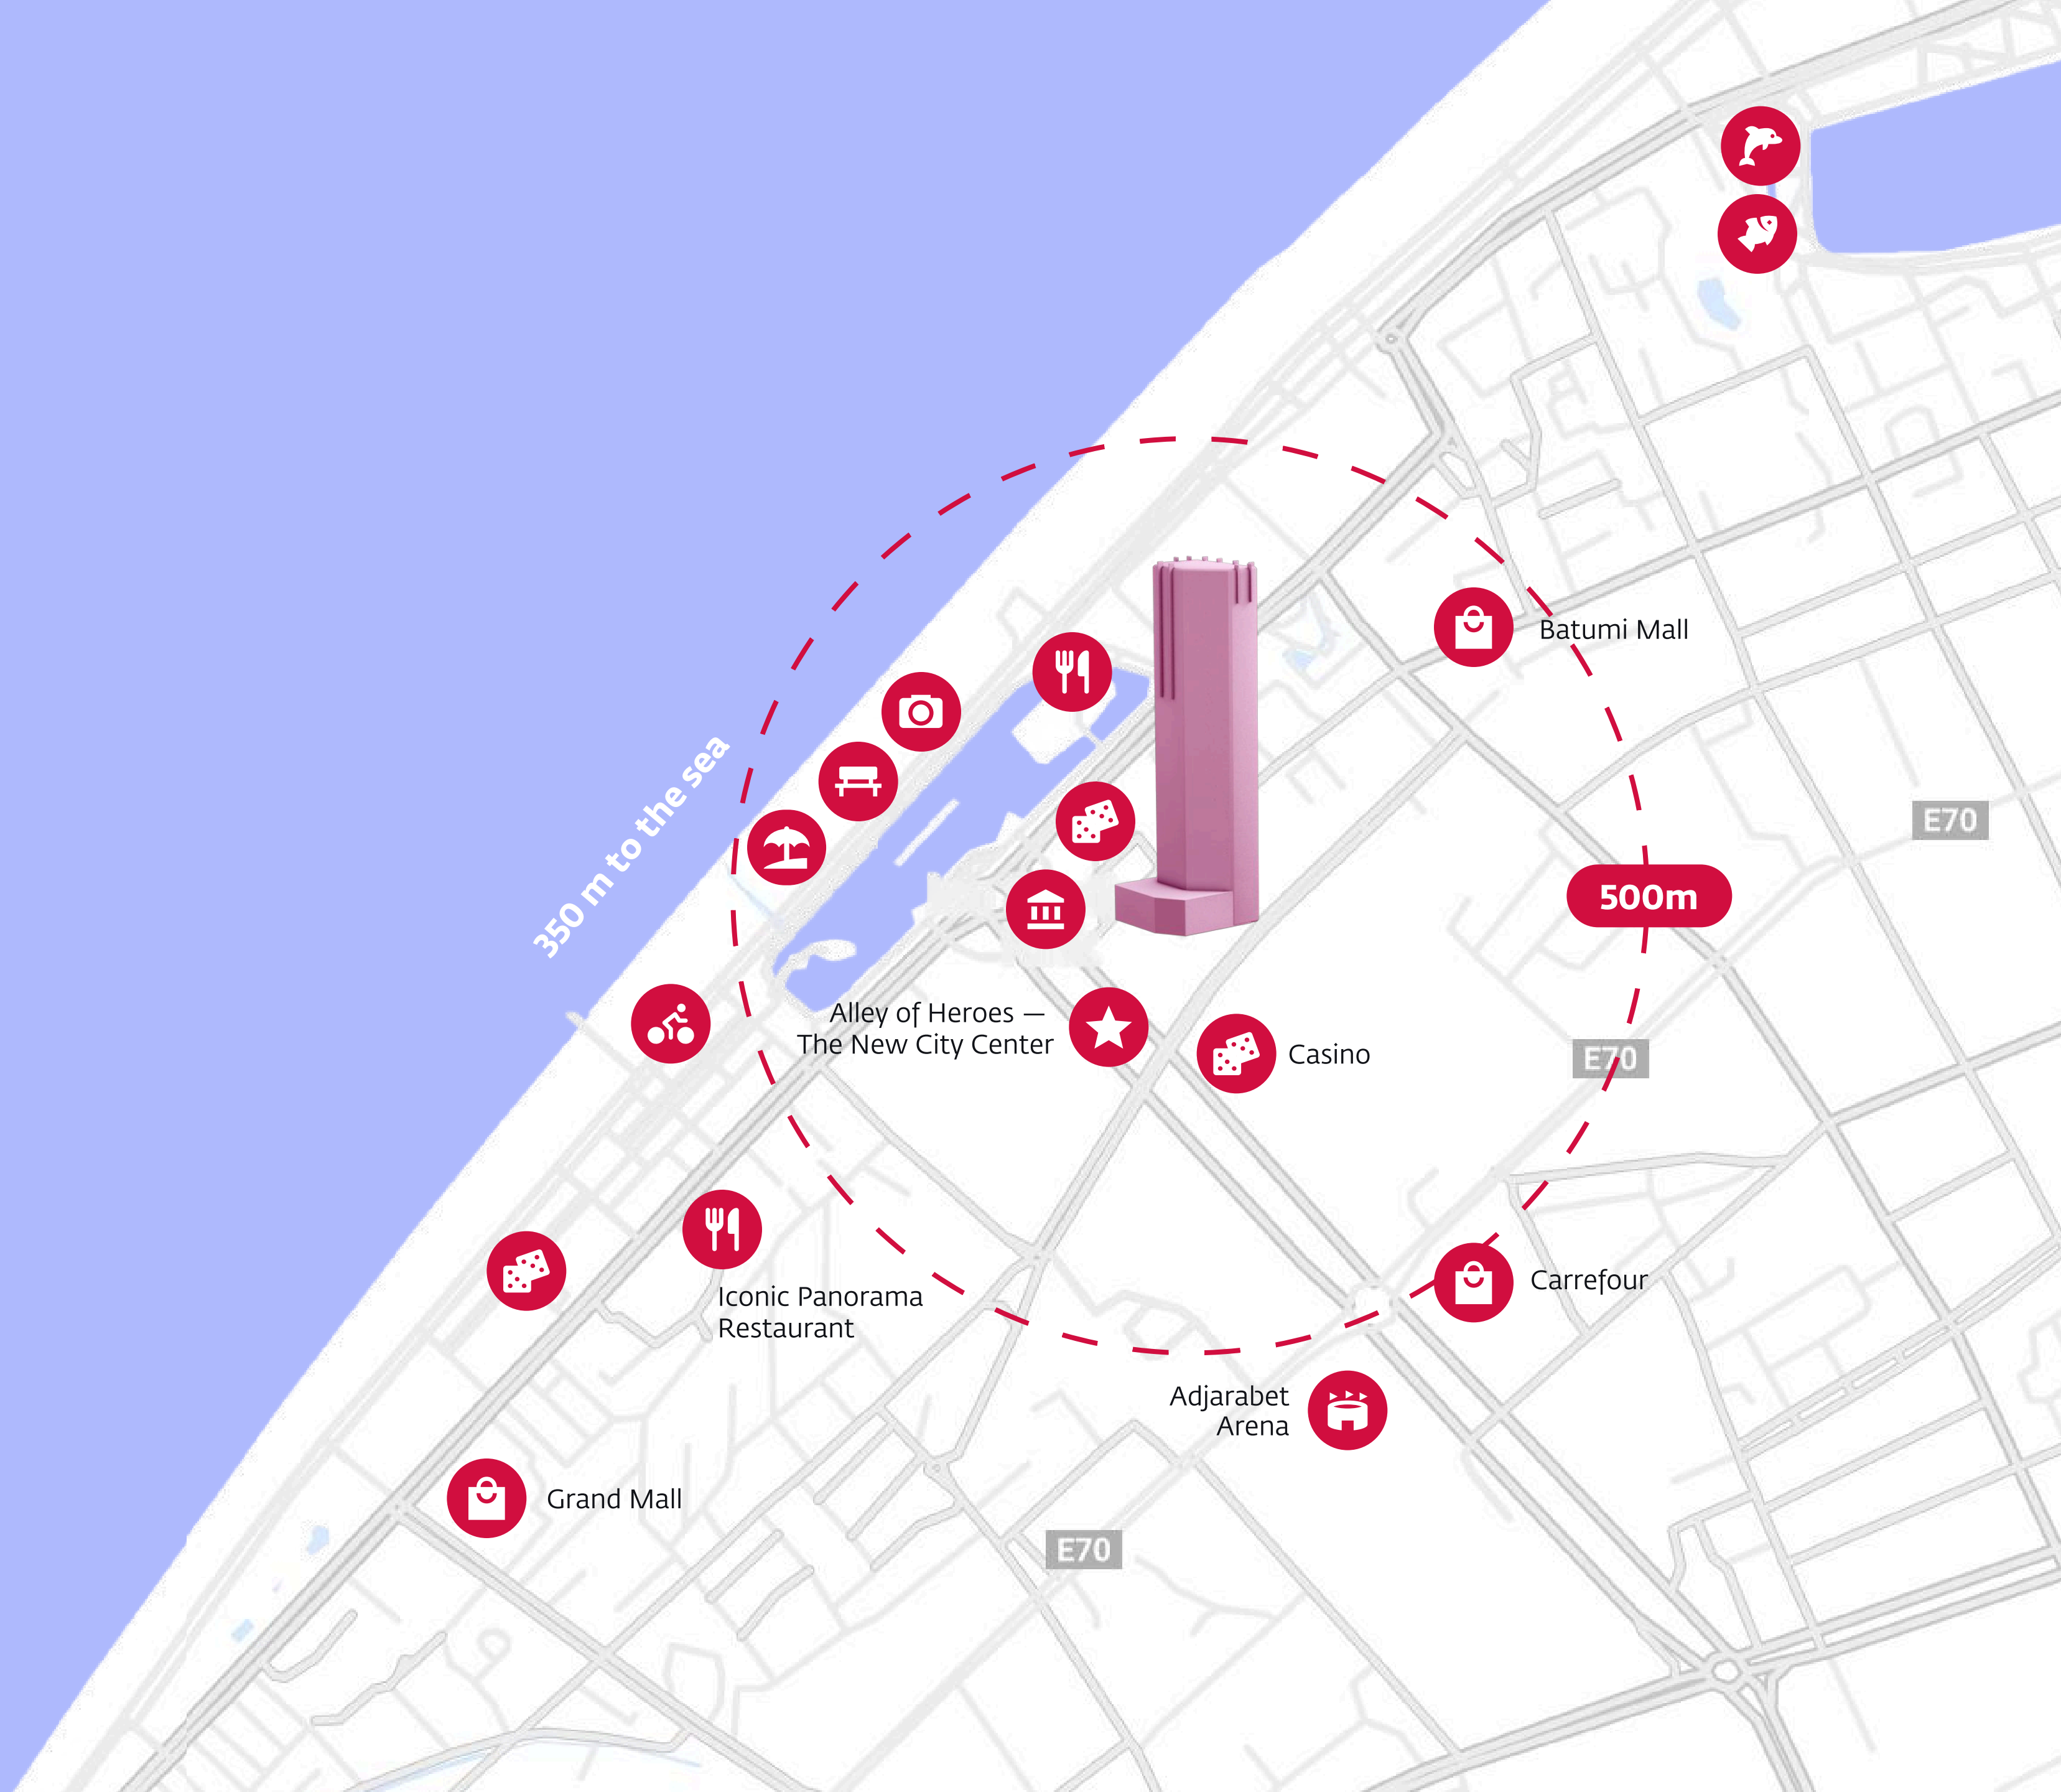 Batumi Mall
350 m to the sea
E70
500m
Alley of Heroes —
The New City Center
Casino
E70
Iconic Panorama
Restaurant
Carrefour
Adjarabet
Arena
Grand Mall
E70